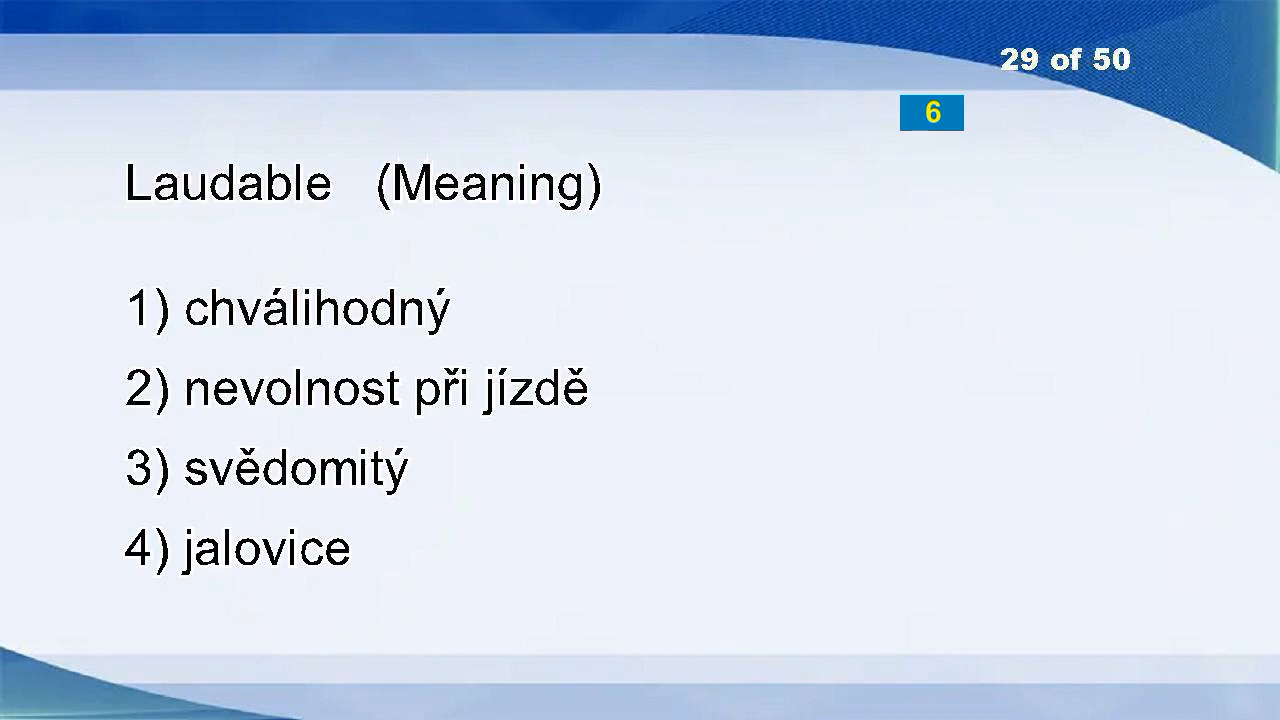 29 of 50
6
Laudable (Meaning)
1) chválihodný
2) nevolnost při jízdě
3) svědomitý
4) jalovice